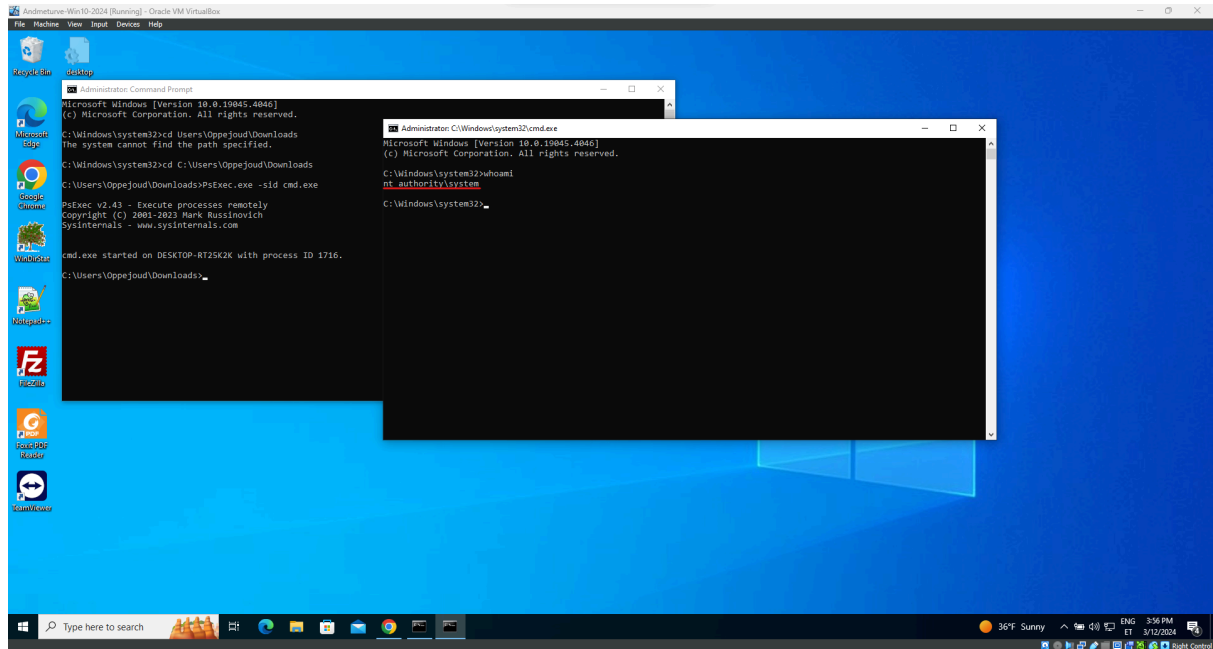 Andmeturve-Win10-2024 [Running] - Oracle VM VirtualBox
File Machine View Input Devices Help
Recycle Bin
desktop
Microsoft Edge
Google Chrome
WinDirStat
Notepad++
FileZilla
Foxit PDF Reader
TeamViewer
Administrator: Command Prompt
Microsoft Windows [Version 10.0.19045.4046]
(c) Microsoft Corporation. All rights reserved.
C:\Windows\system32>cd Users\Oppejoud\Downloads
The system cannot find the path specified.
C:\Windows\system32>cd C:\Users\Oppejoud\Downloads
C:\Users\Oppejoud\Downloads>PsExec.exe -sid cmd.exe
PsExec v2.43 - Execute processes remotely
Copyright (C) 2001-2023 Mark Russinovich
Sysinternals - www.sysinternals.com
cmd.exe started on DESKTOP-RT25K2K with process ID 1716.
C:\Users\Oppejoud\Downloads>
Administrator: C:\Windows\system32\cmd.exe
Microsoft Windows [Version 10.0.19045.4046]
(c) Microsoft Corporation. All rights reserved.
C:\Windows\system32>whoami
nt authority\system
C:\Windows\system32>
Type here to search
36°F Sunny
ENG
ET
3:56 PM
3/12/2024
4
Right Control